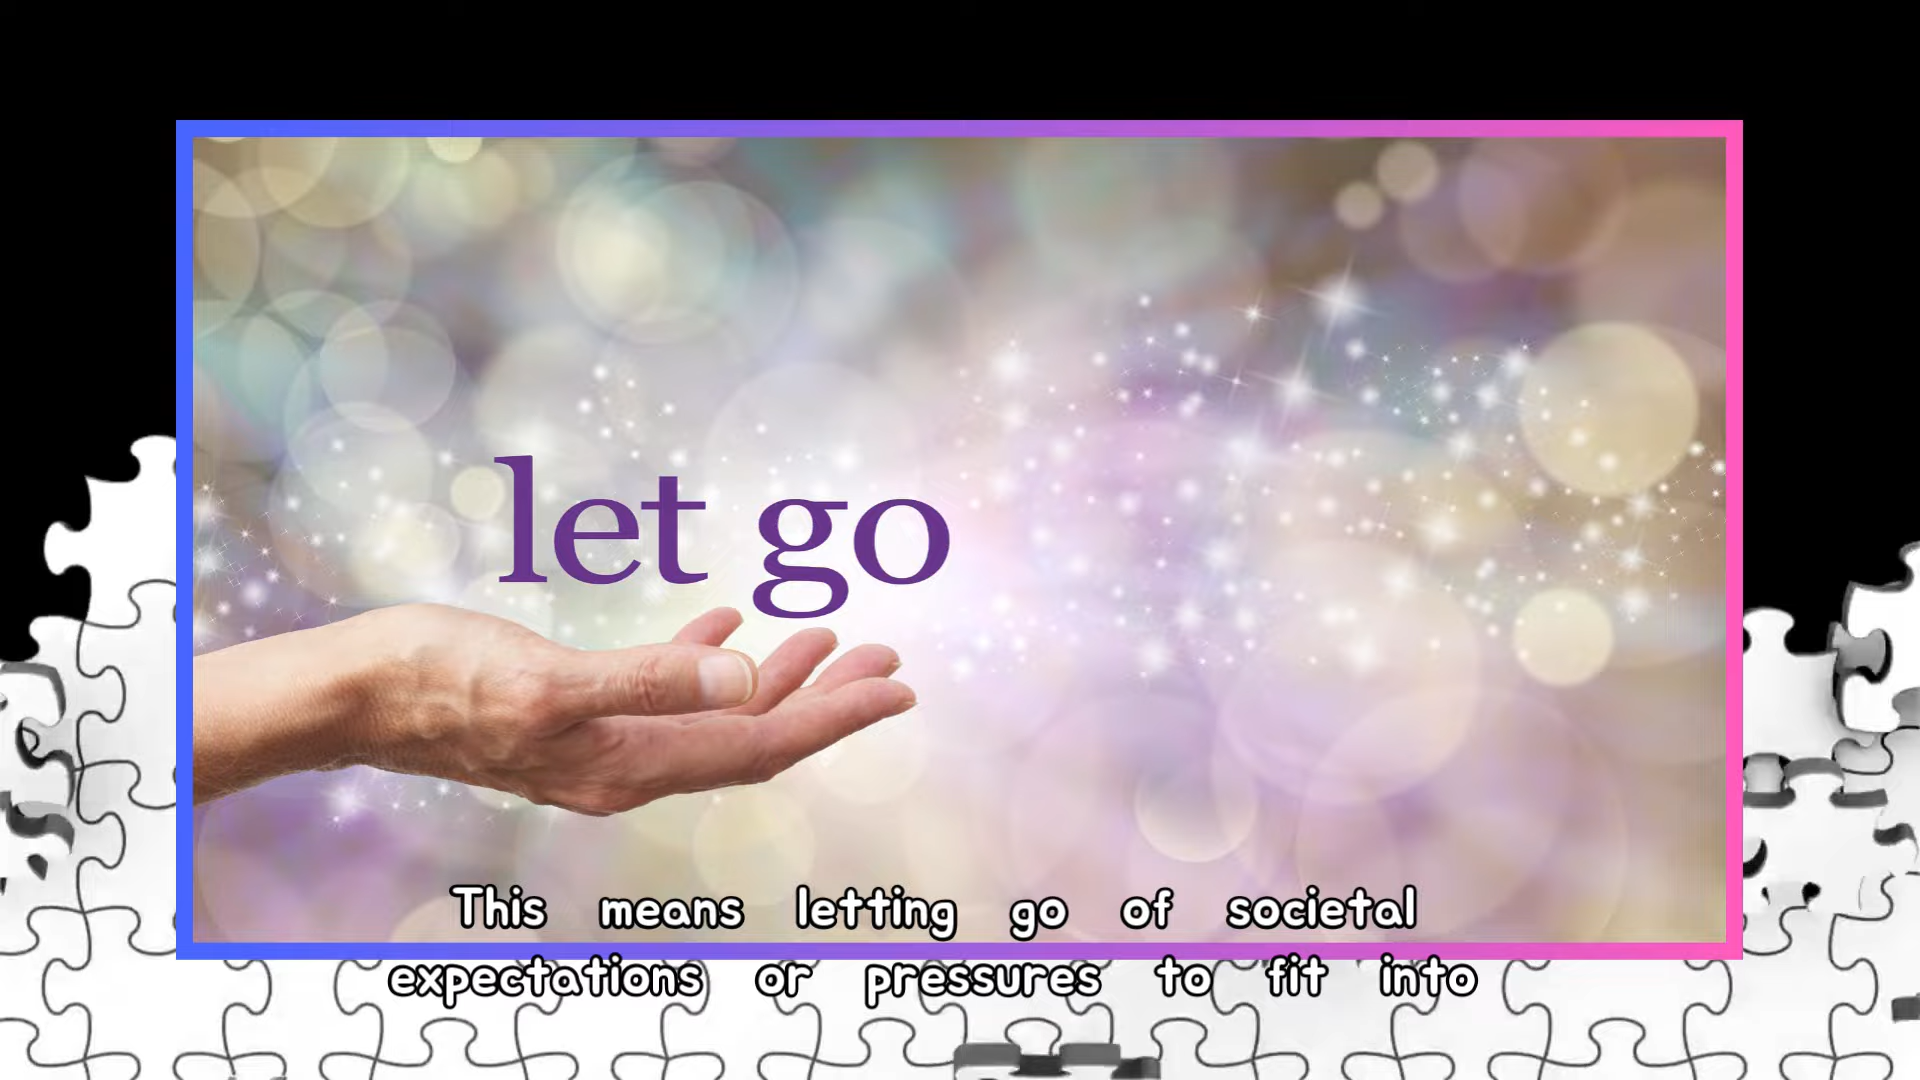 let go
This means letting go of societal
expectations or pressures to fit into